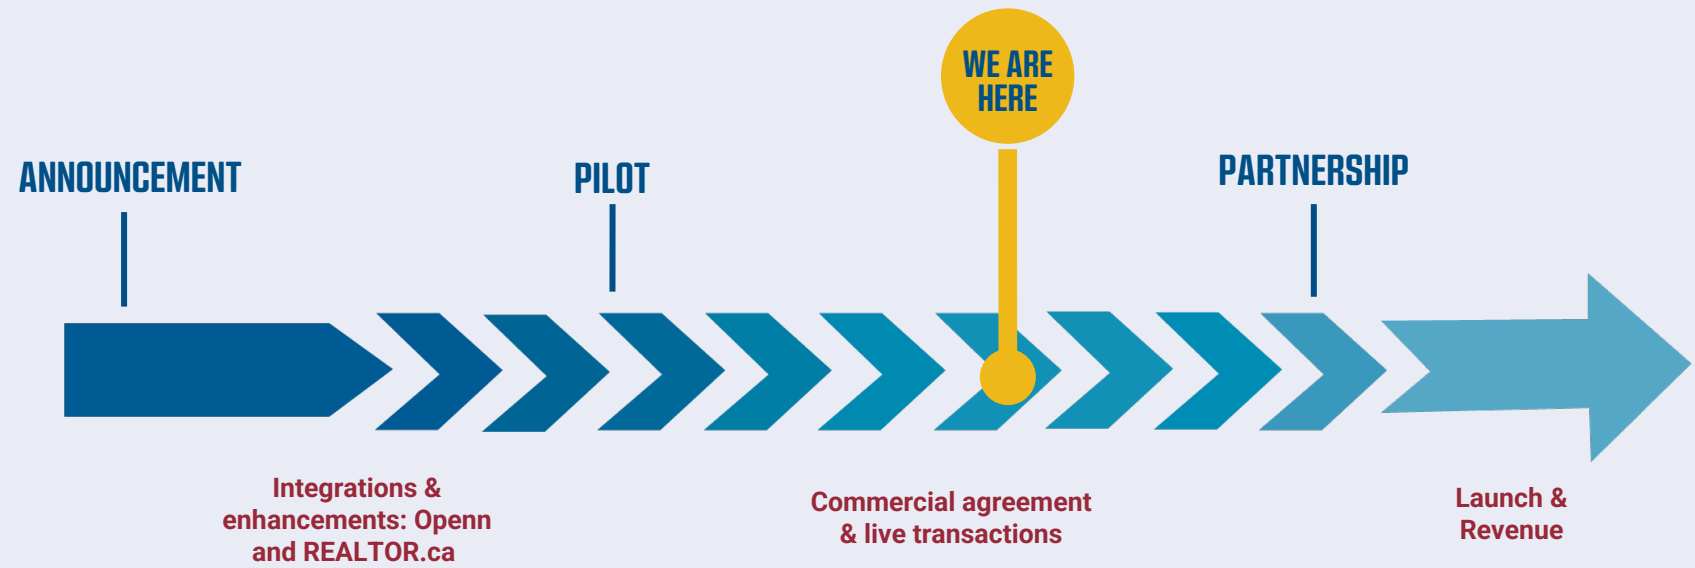 WE ARE
HERE
ANNOUNCEMENT
PILOT
PARTNERSHIP
Integrations &
enhancements: Openn
and REALTOR.ca
Commercial agreement
& live transactions
Launch &
Revenue